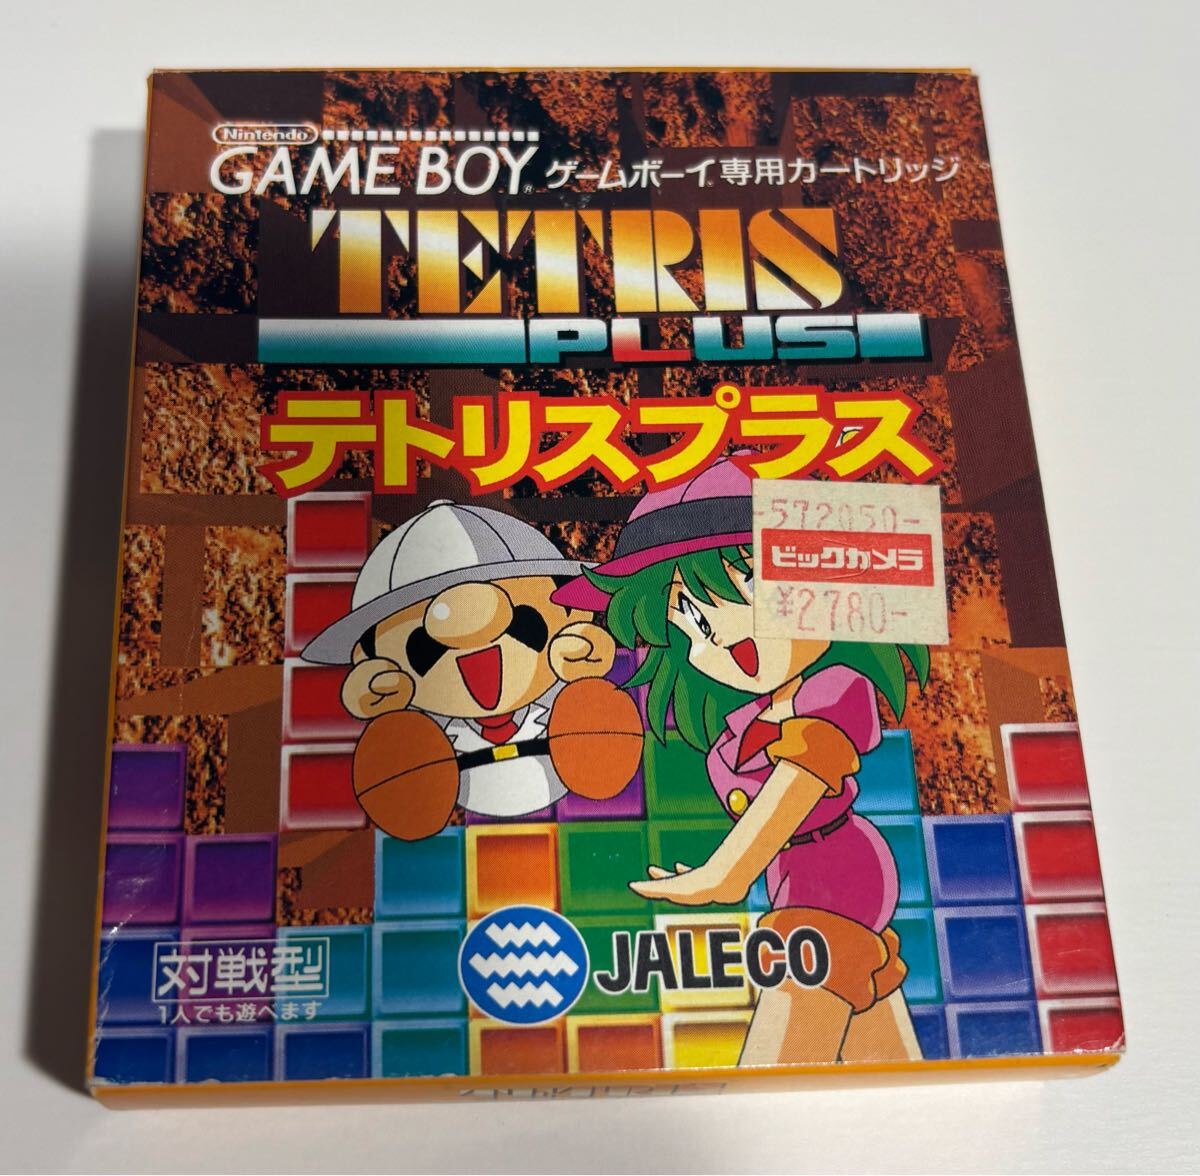 Nintendo
GAME BOY® ゲームボーイ専用カートリッジ
TETRIS
PLUS
テトリスプラス
-572050-
ビックカメラ
¥2780-
対戦型
1人でも遊べます
JALECO